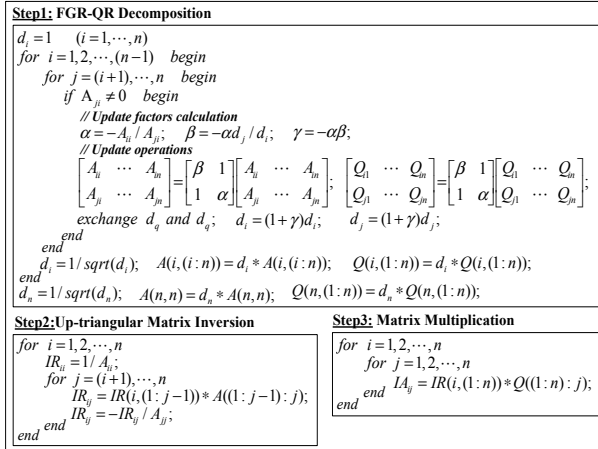 Step1: FGR-QR Decomposition
d_i = 1 (i = 1,⋯,n)
for i = 1,2,⋯,(n−1) begin
for j = (i+1),⋯,n begin
if A_ji ≠ 0 begin
// Update factors calculation
α = −A_ii / A_ji; β = −αd_j / d_i; γ = −αβ;
// Update operations
[A_ii ⋯ A_in; A_ji ⋯ A_jn] = [β 1; 1 α][A_ii ⋯ A_in; A_ji ⋯ A_jn]; [Q_i1 ⋯ Q_in; Q_j1 ⋯ Q_jn] = [β 1; 1 α][Q_i1 ⋯ Q_in; Q_j1 ⋯ Q_jn];
exchange d_q and d_q; d_i = (1+γ)d_i; d_j = (1+γ)d_j;
end
end
d_i = 1/sqrt(d_i); A(i,(i:n)) = d_i * A(i,(i:n)); Q(i,(1:n)) = d_i * Q(i,(1:n));
end
d_n = 1/sqrt(d_n); A(n,n) = d_n * A(n,n); Q(n,(1:n)) = d_n * Q(n,(1:n));
Step2:Up-triangular Matrix Inversion
for i = 1,2,⋯,n
IR_ii = 1/ A_ii;
for j = (i+1),⋯,n
IR_ij = IR(i,(1:j−1)) * A((1:j−1):j);
IR_ij = −IR_ij / A_jj;
end
end
Step3: Matrix Multiplication
for i = 1,2,⋯,n
for j = 1,2,⋯,n
IA_ij = IR(i,(1:n)) * Q((1:n):j);
end
end